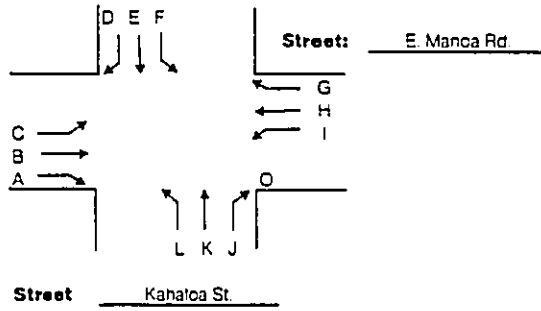 D E F
Street: E. Manoa Rd.
G
H
I
C
B
A
O
L K J
Street Kahaloa St.